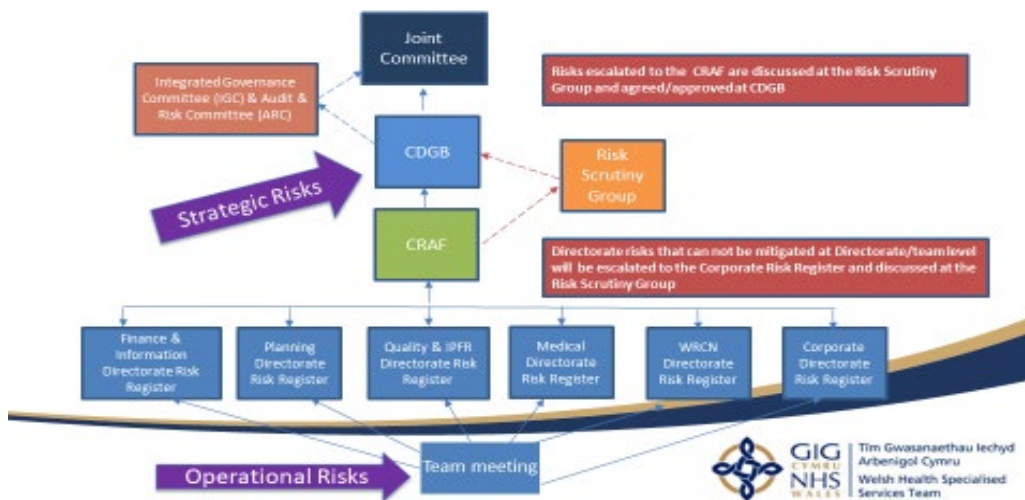 Joint
Committee
Integrated Governance
Committee (IGC) & Audit &
Risk Committee (ARC)
Risks escalated to the CRAF are discussed at the Risk Scrutiny
Group and agreed/approved at CDGB
CDGB
Risk
Scrutiny
Group
Strategic Risks
CRAF
Directorate risks that can not be mitigated at Directorate/team level
will be escalated to the Corporate Risk Register and discussed at the
Risk Scrutiny Group
Finance &
Information
Directorate Risk
Register
Planning
Directorate
Risk Register
Quality & IPFR
Directorate Risk
Register
Medical
Directorate
Risk Register
WRCN
Directorate
Risk Register
Corporate
Directorate
Risk Register
Team meeting
Operational Risks
GIG
CYMRU
NHS
WALES
Tîm Gwasanaethau Iechyd
Arbenigol Cymru
Welsh Health Specialised
Services Team